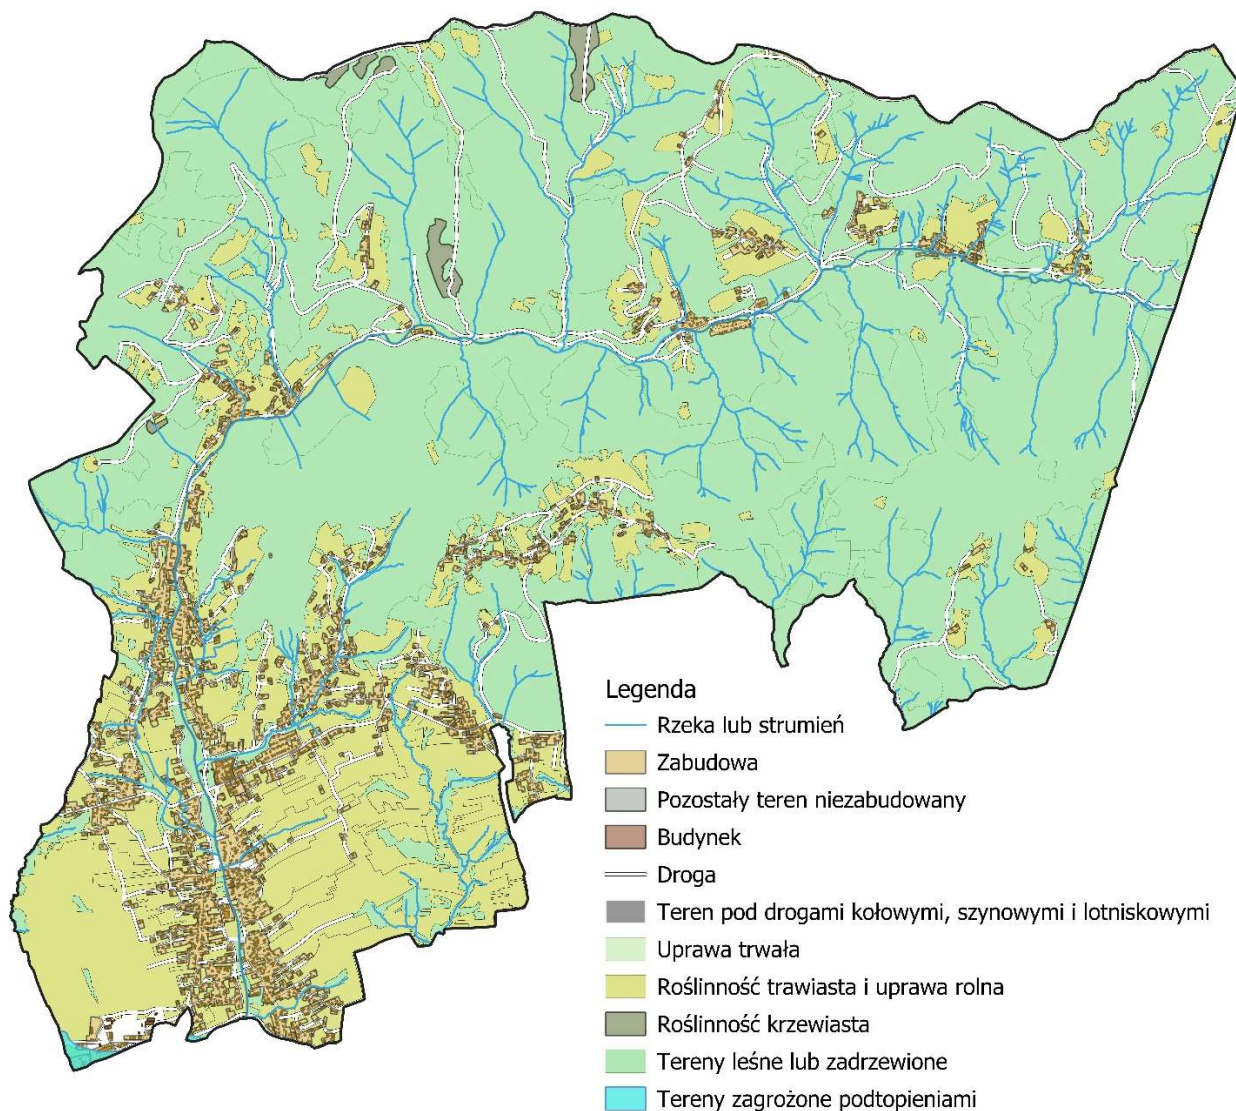 Legenda
Rzeka lub strumień
Zabudowa
Pozostały teren niezabudowany
Budynek
Droga
Teren pod drogami kołowymi, szynowymi i lotniskowymi
Uprawa trwała
Roślinność trawiasta i uprawa rolna
Roślinność krzewiasta
Tereny leśne lub zadrzewione
Tereny zagrożone podtopieniami